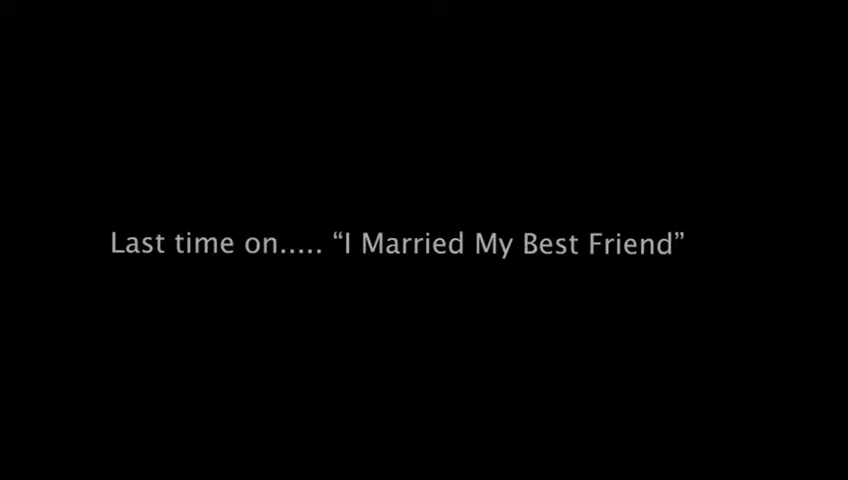 Last time on..... “I Married My Best Friend”